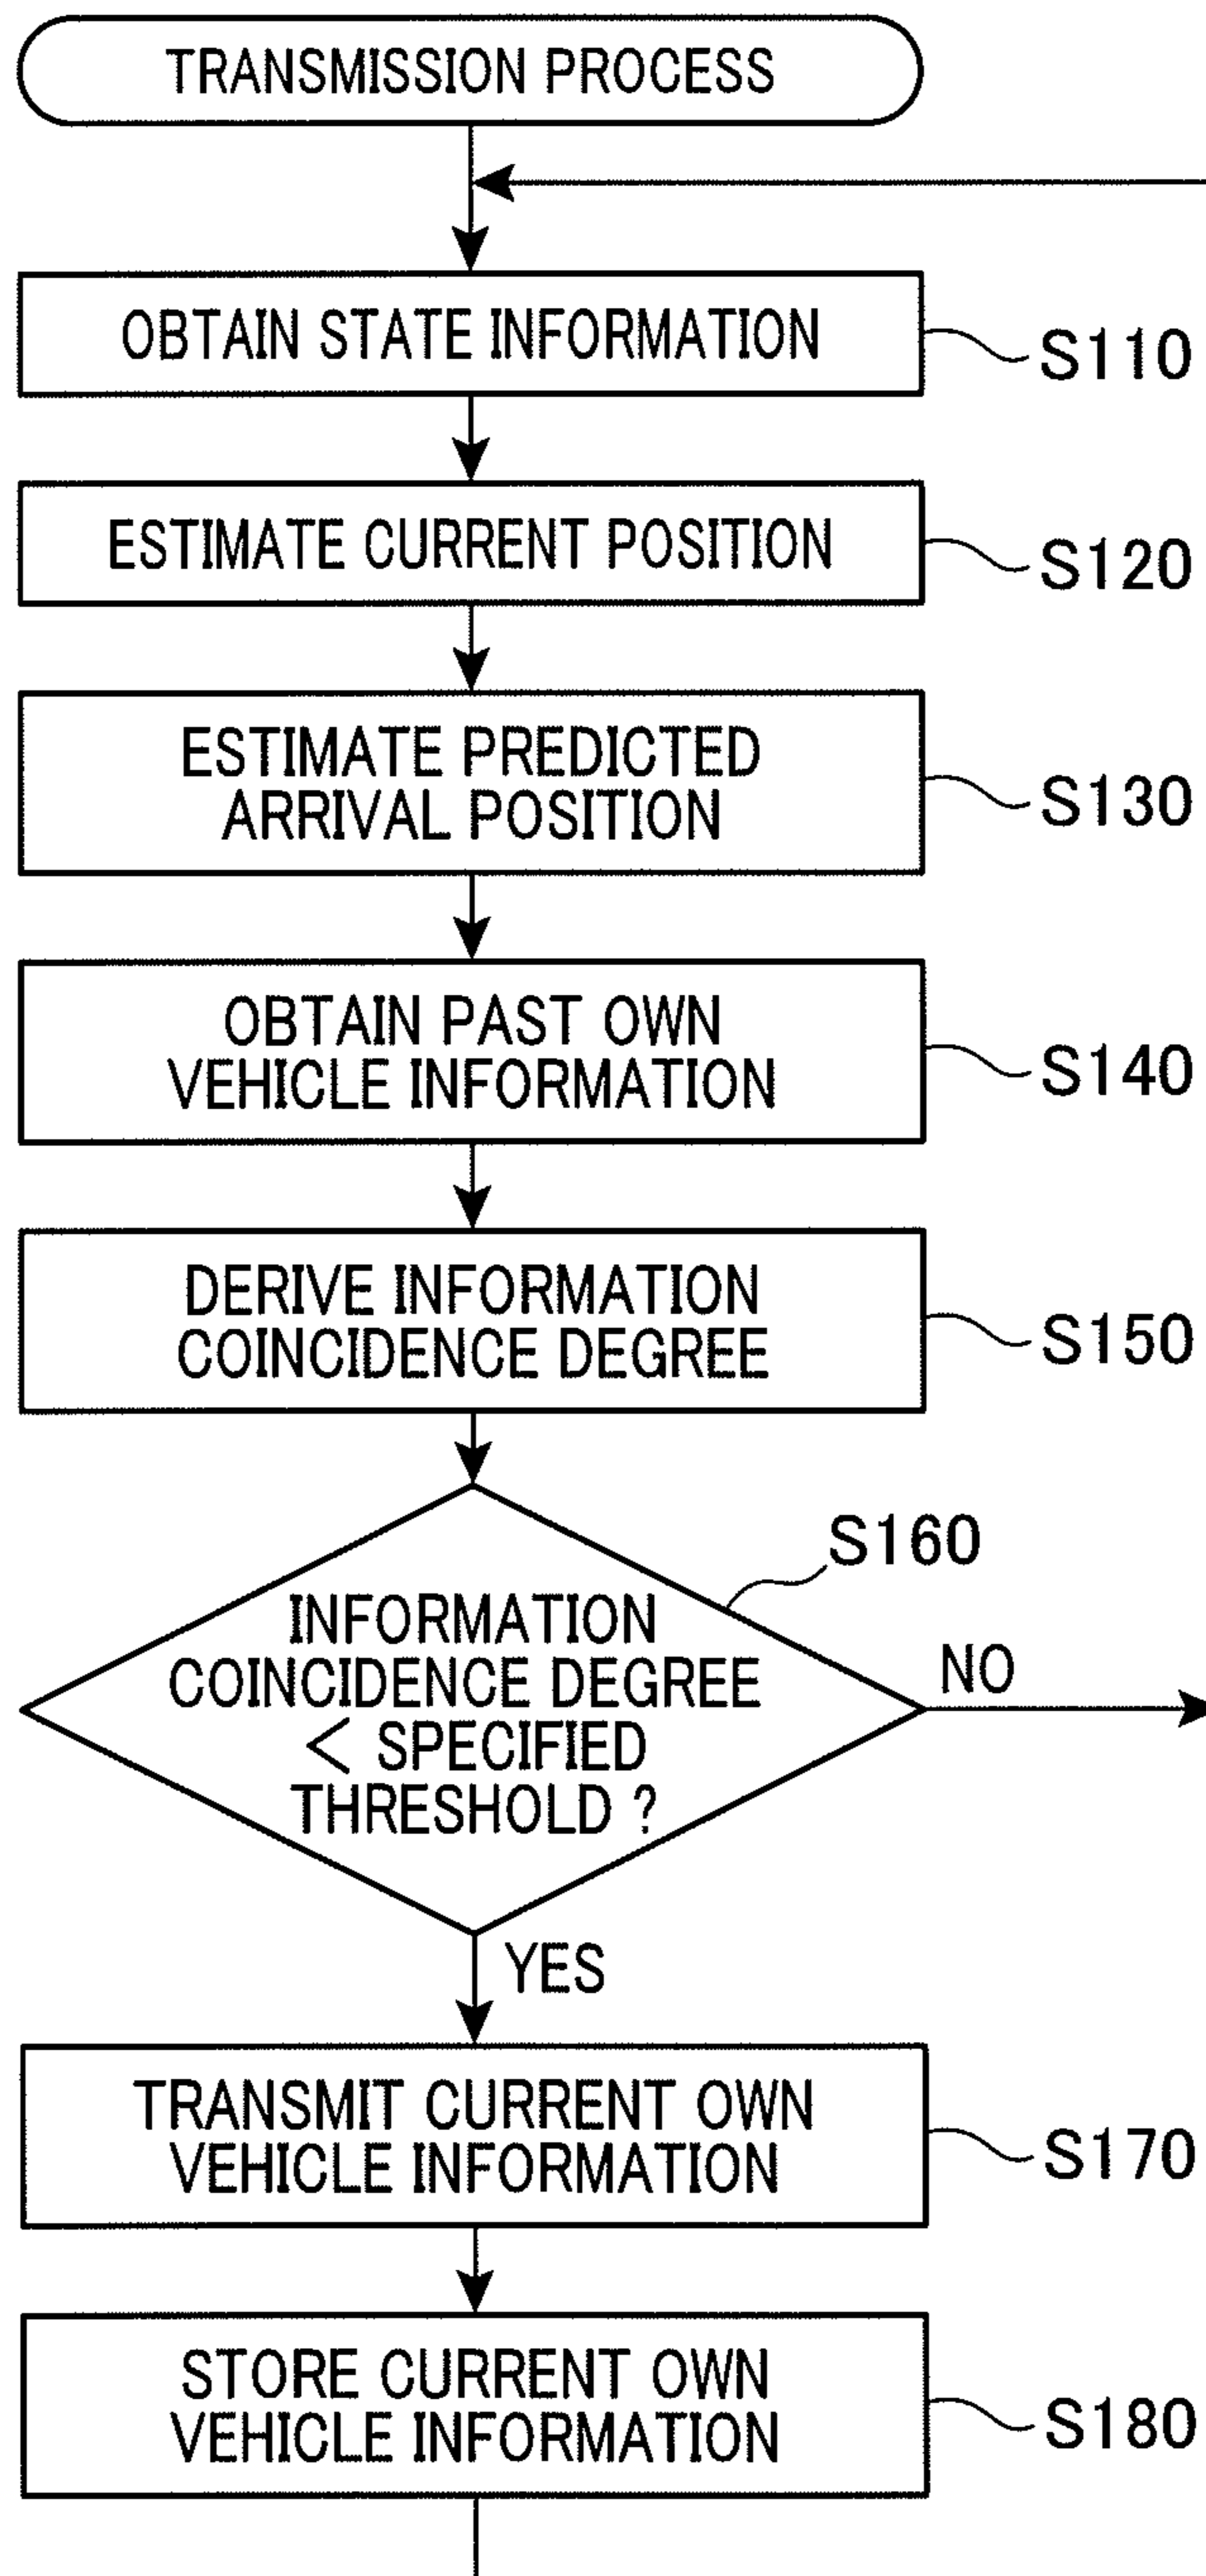 TRANSMISSION PROCESS
OBTAIN STATE INFORMATION
S110
ESTIMATE CURRENT POSITION
S120
ESTIMATE PREDICTED
ARRIVAL POSITION
S130
OBTAIN PAST OWN
VEHICLE INFORMATION
S140
DERIVE INFORMATION
COINCIDENCE DEGREE
S150
S160
INFORMATION
COINCIDENCE DEGREE
< SPECIFIED
THRESHOLD ?
NO
YES
TRANSMIT CURRENT OWN
VEHICLE INFORMATION
S170
STORE CURRENT OWN
VEHICLE INFORMATION
S180